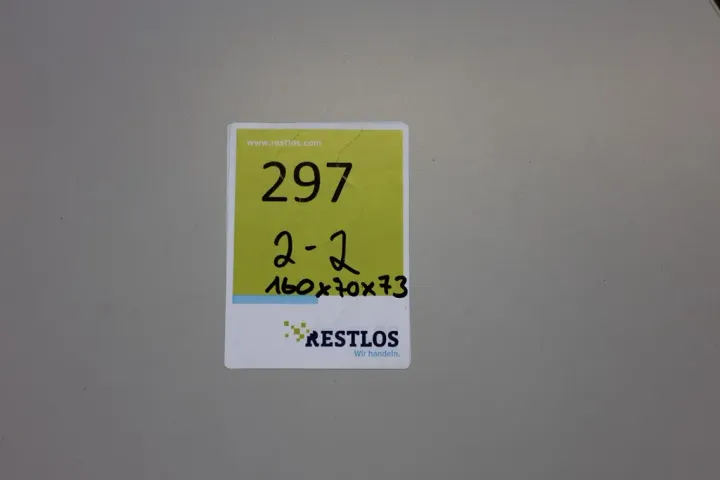 www.restlos.com
297
2-2
160x70x73
RESTLOS
Wir handeln.